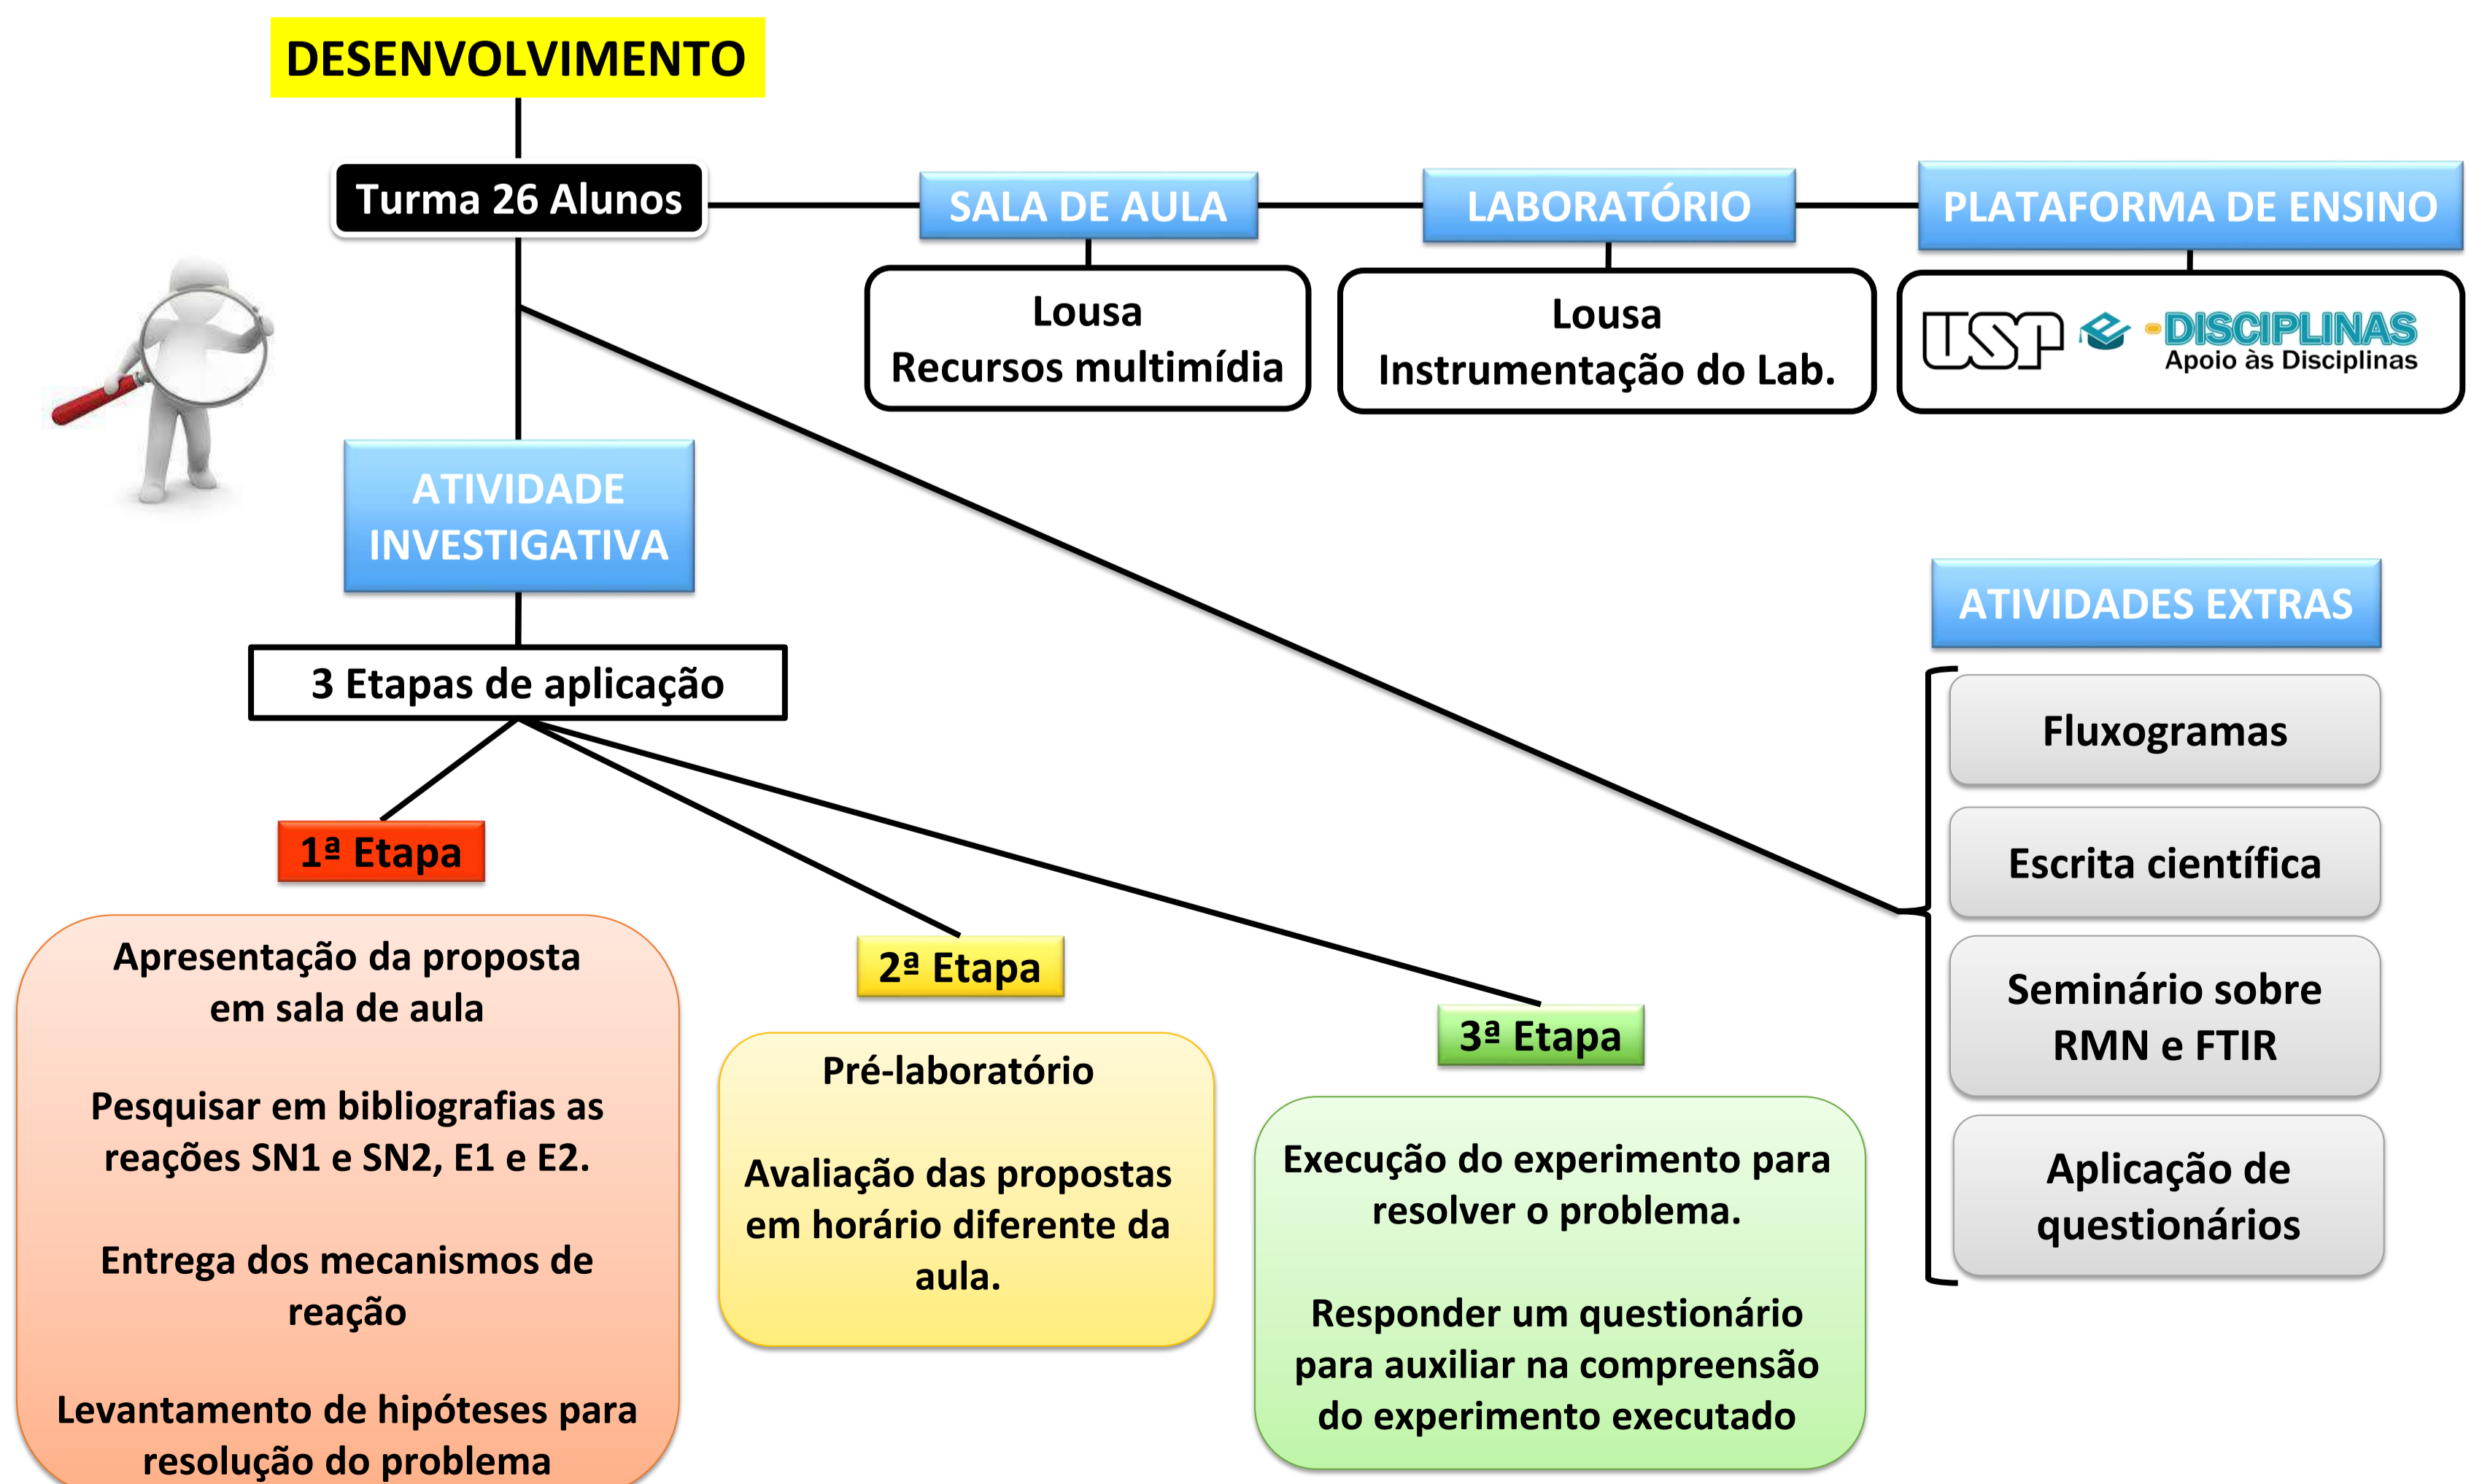 DESENVOLVIMENTO
Turma 26 Alunos
SALA DE AULA
LABORATÓRIO
PLATAFORMA DE ENSINO
Lousa
Recursos multimídia
Lousa
Instrumentação do Lab.
USP e-DISCIPLINAS
Apoio às Disciplinas
ATIVIDADE
INVESTIGATIVA
3 Etapas de aplicação
1ª Etapa
Apresentação da proposta
em sala de aula
Pesquisar em bibliografias as
reações SN1 e SN2, E1 e E2.
Entrega dos mecanismos de
reação
Levantamento de hipóteses para
resolução do problema
2ª Etapa
Pré-laboratório
Avaliação das propostas
em horário diferente da
aula.
3ª Etapa
Execução do experimento para
resolver o problema.
Responder um questionário
para auxiliar na compreensão
do experimento executado
ATIVIDADES EXTRAS
Fluxogramas
Escrita científica
Seminário sobre
RMN e FTIR
Aplicação de
questionários